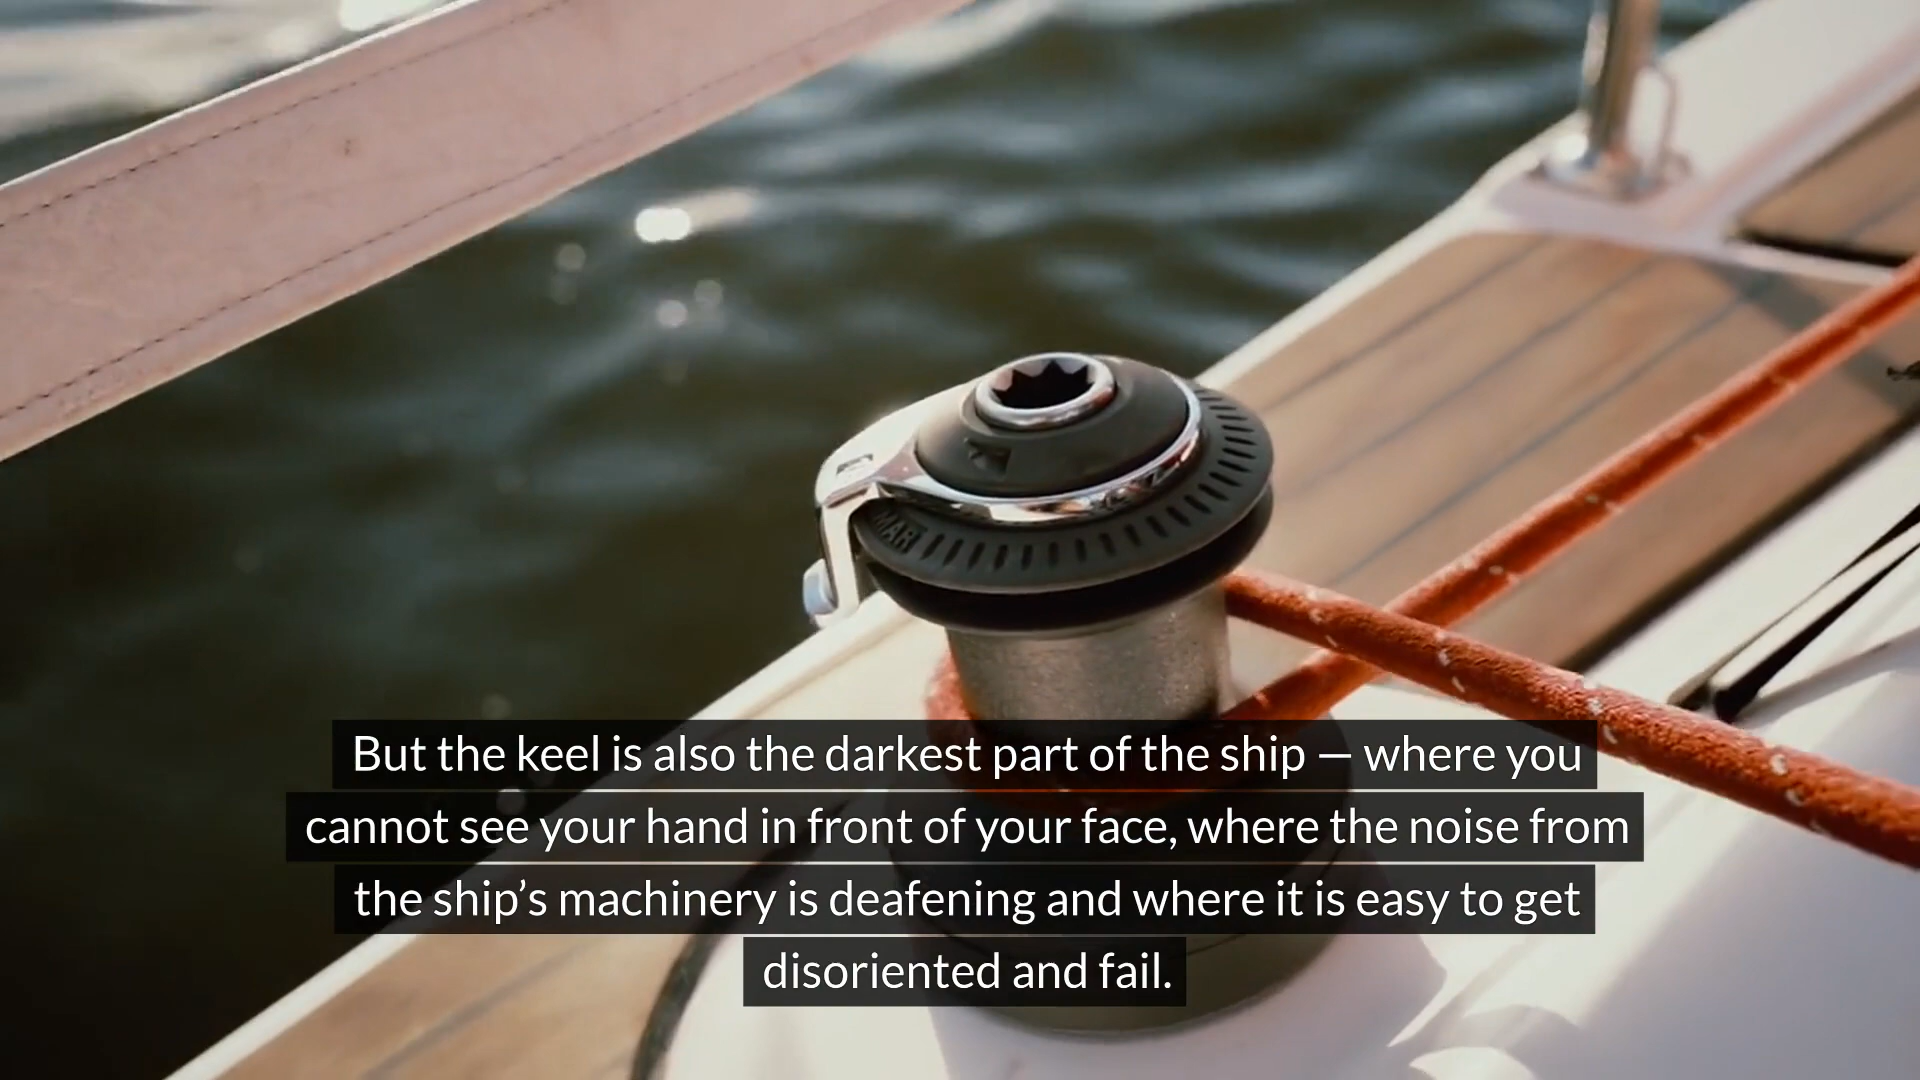 MAR
But the keel is also the darkest part of the ship — where you
cannot see your hand in front of your face, where the noise from
the ship’s machinery is deafening and where it is easy to get
disoriented and fail.